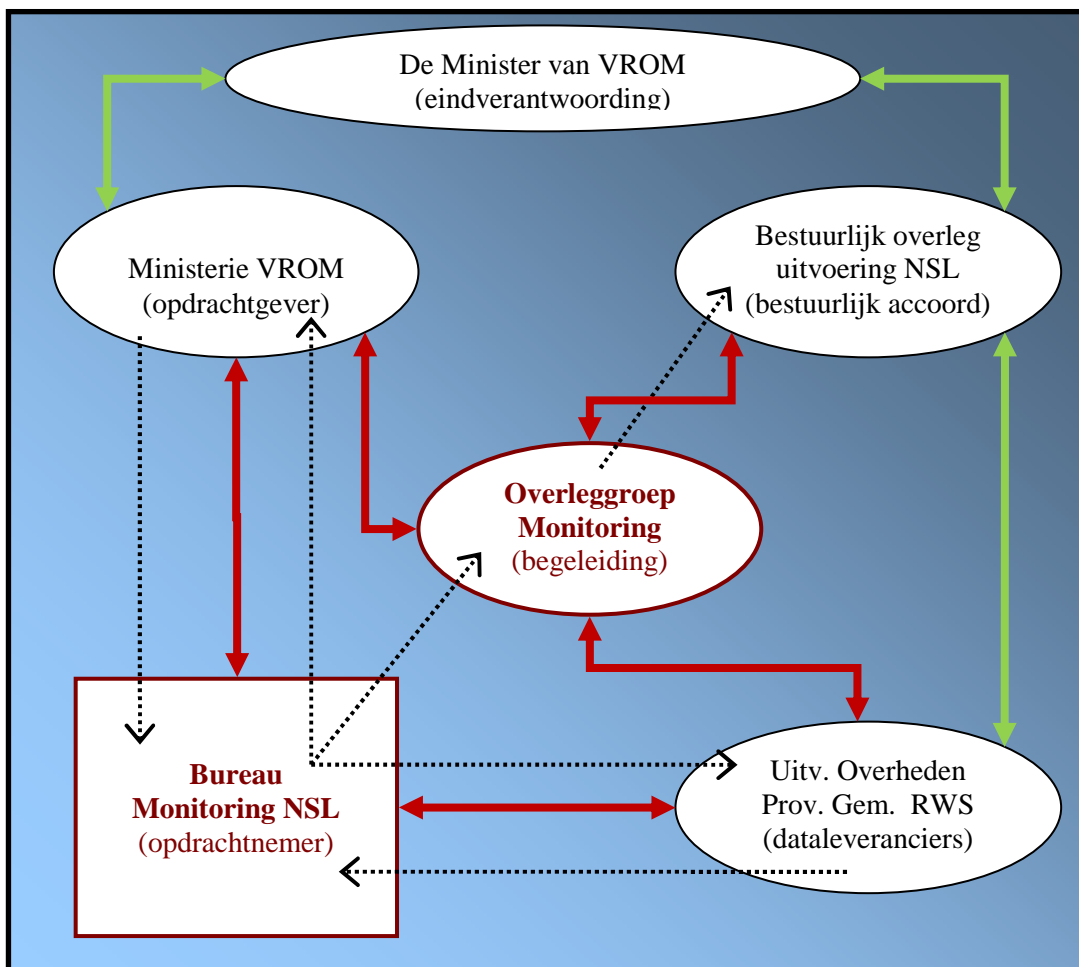 De Minister van VROM
(eindverantwoording)
Ministerie VROM
(opdrachtgever)
Bestuurlijk overleg
uitvoering NSL
(bestuurlijk accoord)
Overleggroep
Monitoring
(begeleiding)
Bureau
Monitoring NSL
(opdrachtnemer)
Uitv. Overheden
Prov. Gem. RWS
(dataleveranciers)